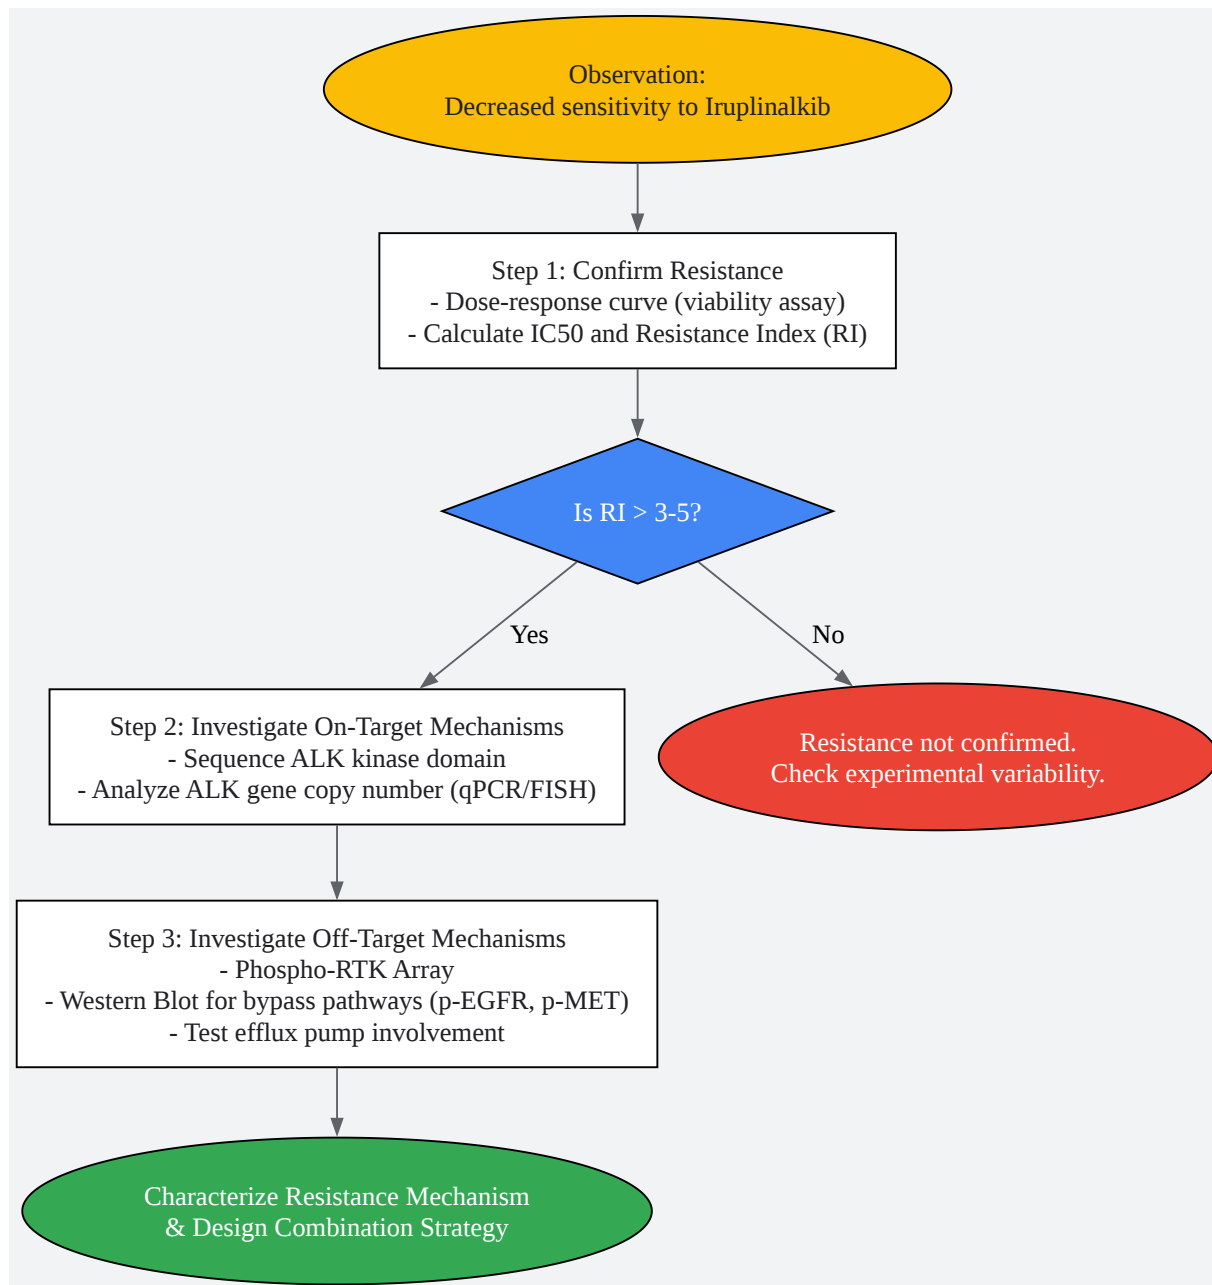 Observation:
Decreased sensitivity to Iruplinalkib
Step 1: Confirm Resistance
- Dose-response curve (viability assay)
- Calculate IC50 and Resistance Index (RI)
Is RI > 3-5?
Yes
No
Step 2: Investigate On-Target Mechanisms
- Sequence ALK kinase domain
- Analyze ALK gene copy number (qPCR/FISH)
Resistance not confirmed.
Check experimental variability.
Step 3: Investigate Off-Target Mechanisms
- Phospho-RTK Array
- Western Blot for bypass pathways (p-EGFR, p-MET)
- Test efflux pump involvement
Characterize Resistance Mechanism
& Design Combination Strategy